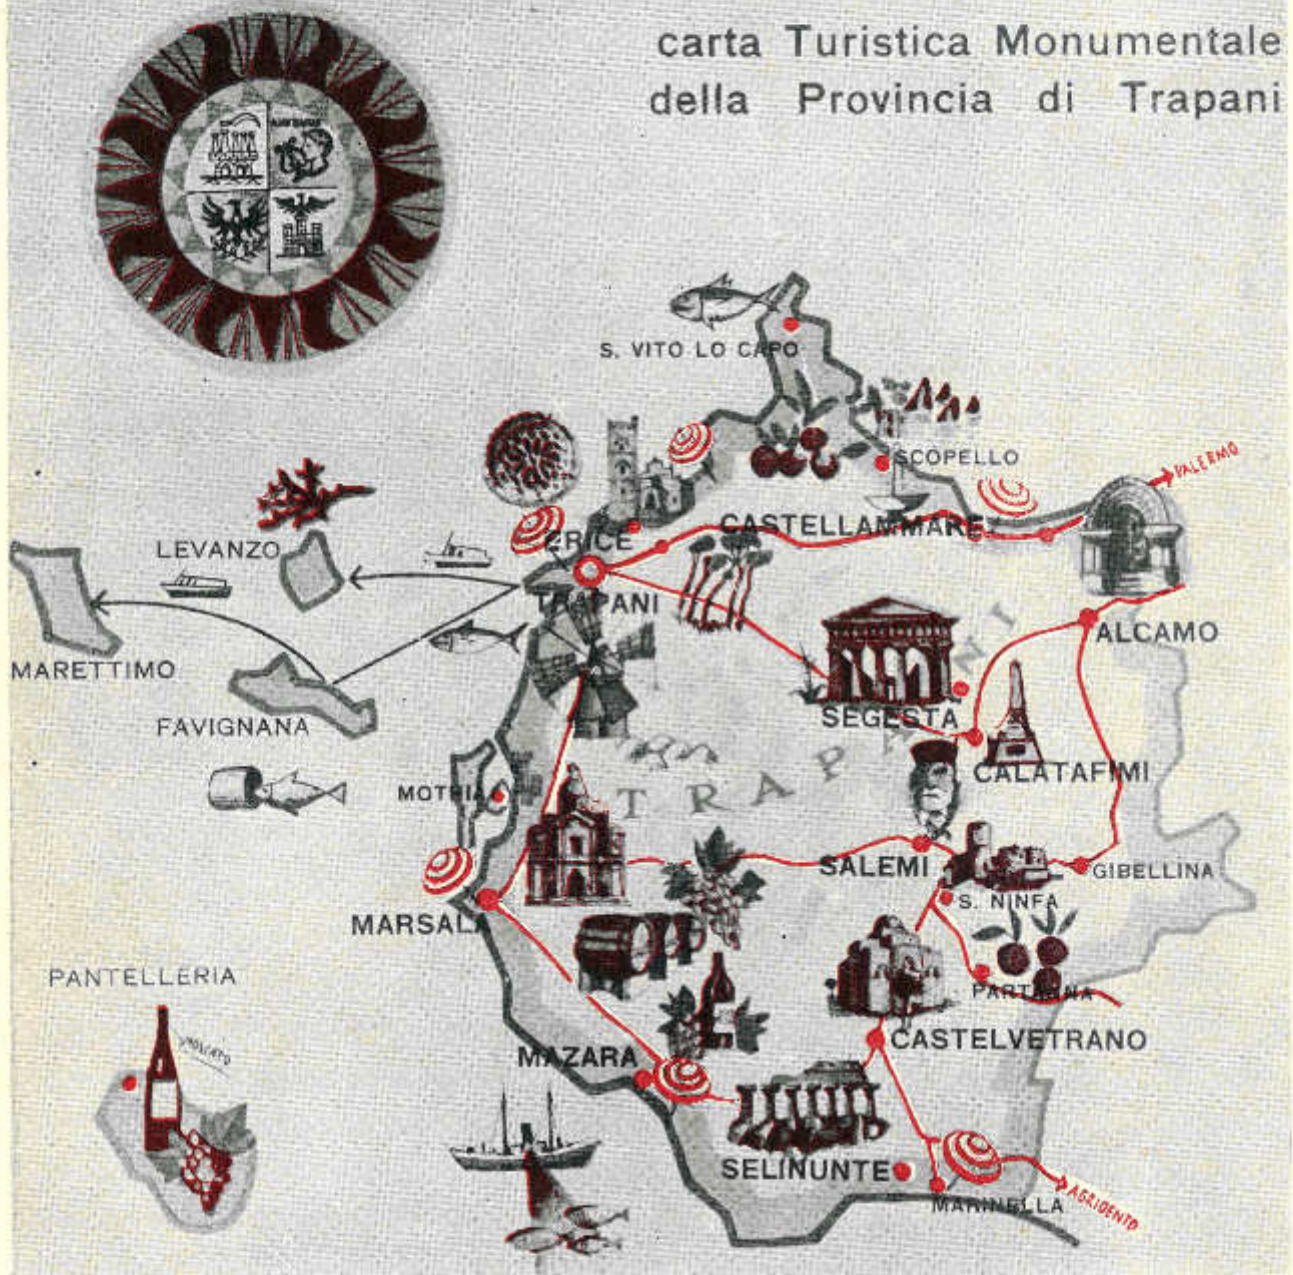 carta Turistica Monumentale
della Provincia di Trapani
S. VITO LO CAPO
SCOPELLO
PALERMO
CASTELLAMMARE
ERICE
LEVANZO
TRAPANI
ALCAMO
MARETTIMO
FAVIGNANA
SEGESTA
CALATAFIMI
MOTHIA
TRAPANI
SALEMI
GIBELLINA
S. NINFA
MARSALA
PANTELLERIA
PARTANNA
MOSCATO
CASTELVETRANO
MAZARA
SELINUNTE
MARINELLA
AGRIGENTO